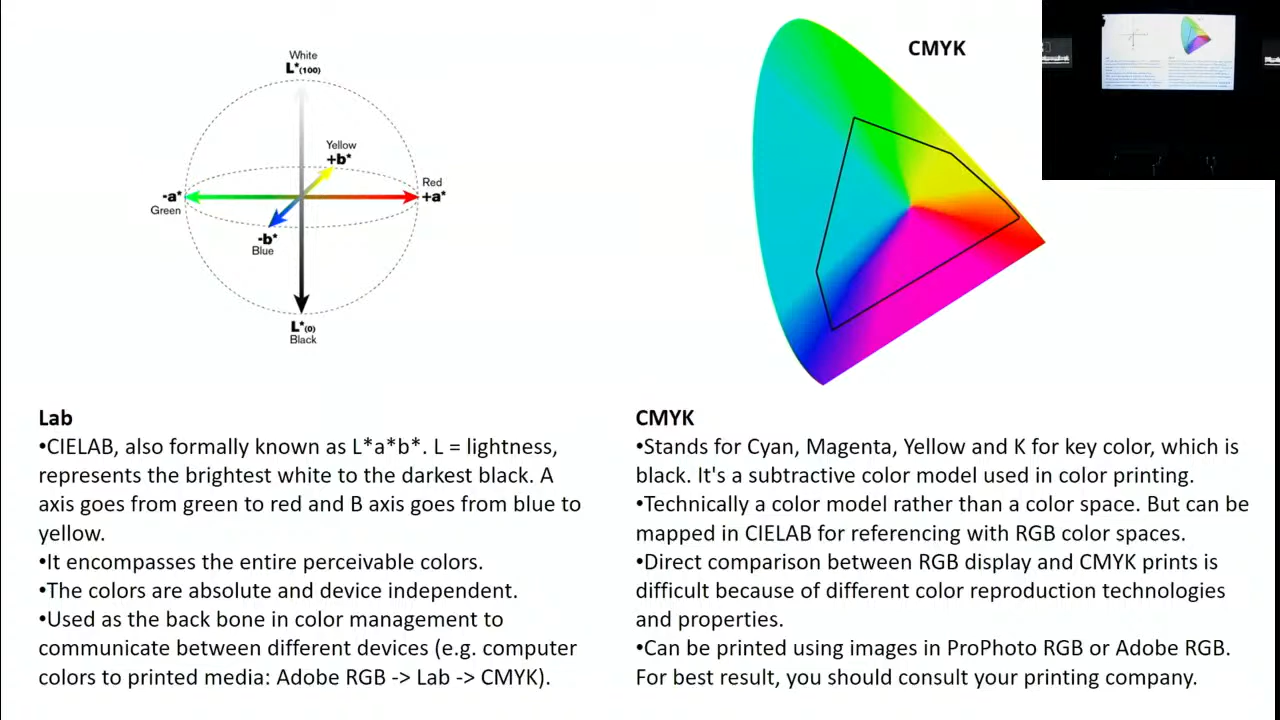 White
L*(100)
Yellow
+b*
Red
+a*
-a*
Green
-b*
Blue
L*(0)
Black
CMYK
Lab
•CIELAB, also formally known as L*a*b*. L = lightness,
represents the brightest white to the darkest black. A
axis goes from green to red and B axis goes from blue to
yellow.
•It encompasses the entire perceivable colors.
•The colors are absolute and device independent.
•Used as the back bone in color management to
communicate between different devices (e.g. computer
colors to printed media: Adobe RGB -> Lab -> CMYK).
CMYK
•Stands for Cyan, Magenta, Yellow and K for key color, which is
black. It's a subtractive color model used in color printing.
•Technically a color model rather than a color space. But can be
mapped in CIELAB for referencing with RGB color spaces.
•Direct comparison between RGB display and CMYK prints is
difficult because of different color reproduction technologies
and properties.
•Can be printed using images in ProPhoto RGB or Adobe RGB.
For best result, you should consult your printing company.